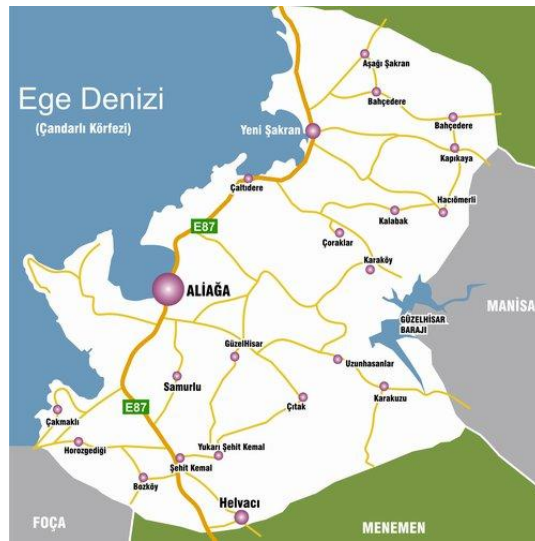 Aşağı Şakran
Ege Denizi
Bahçedere
(Çandarlı Körfezi)
Yeni Şakran
Bahçedere
Kapıkaya
Çaltıdere
Hacıömerli
Kalabak
E87
Çoraklar
Karaköy
ALİAĞA
MANİSA
GÜZELHİSAR
BARAJI
GüzelHisar
Uzunhasanlar
Samurlu
Karakuzu
E87
Çıtak
Çakmaklı
Horozgediği
Yukarı Şehit Kemal
Şehit Kemal
Bozköy
Helvacı
FOÇA
MENEMEN